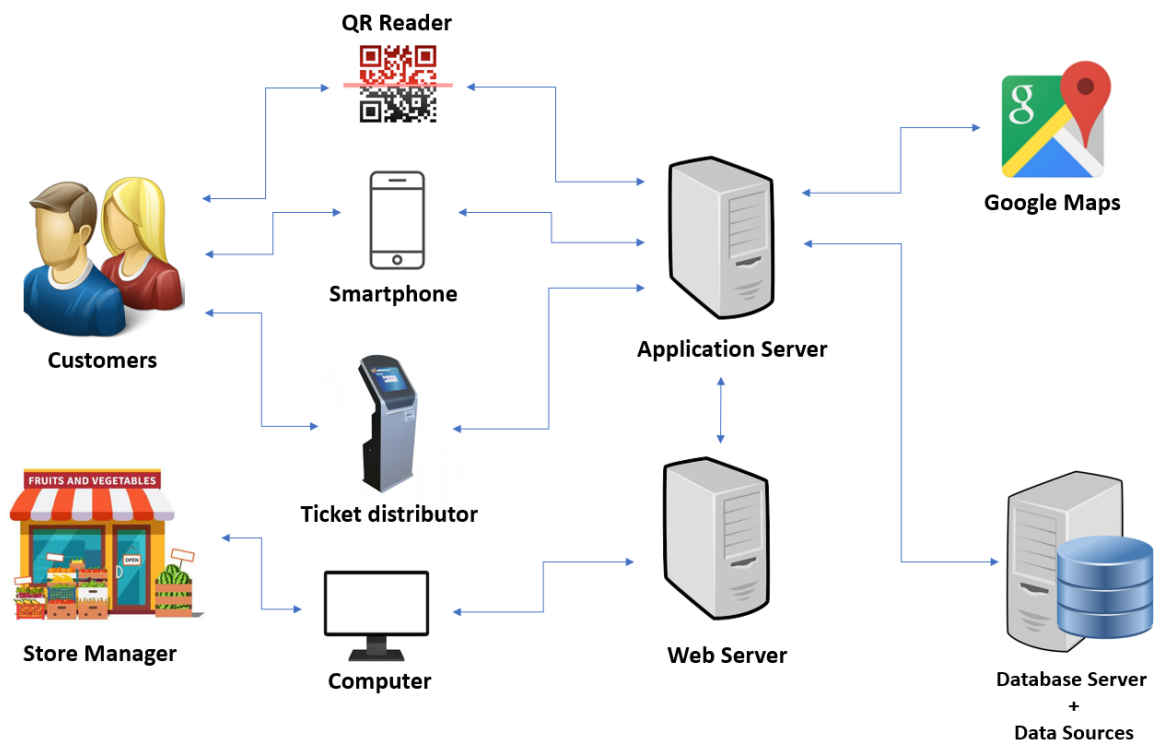 QR Reader
g
Google Maps
Smartphone
Customers
Application Server
FRUITS AND VEGETABLES
OPEN
Ticket distributor
Store Manager
Computer
Web Server
Database Server
+
Data Sources